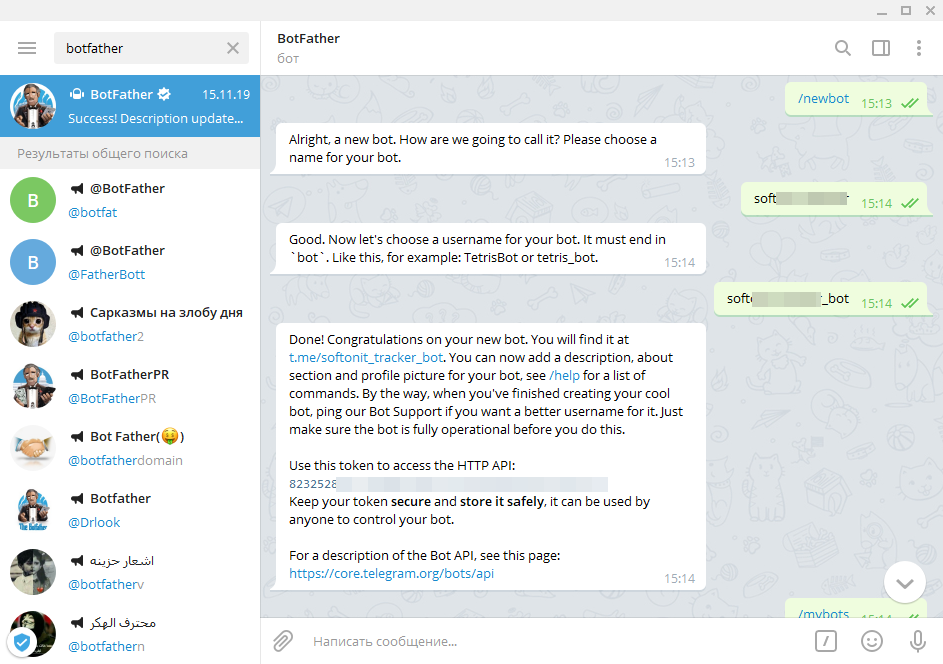 botfather
BotFather 15.11.19
Success! Description update...
Результаты общего поиска
B
@BotFather
@botfat
B
@BotFather
@FatherBott
Сарказмы на злобу дня
@botfather2
BotFatherPR
@BotFatherPR
Bot Father(🤑)
@botfatherdomain
Botfather
@Drlook
اشعار حزينه
@botfatherv
محترف الهكر
@botfathern
BotFather
бот
/newbot 15:13
Alright, a new bot. How are we going to call it? Please choose a
name for your bot.
15:13
soft
15:14
Good. Now let's choose a username for your bot. It must end in
`bot`. Like this, for example: TetrisBot or tetris_bot.
15:14
soft _bot 15:14
Done! Congratulations on your new bot. You will find it at
t.me/softonit_tracker_bot. You can now add a description, about
section and profile picture for your bot, see /help for a list of
commands. By the way, when you've finished creating your cool
bot, ping our Bot Support if you want a better username for it. Just
make sure the bot is fully operational before you do this.
Use this token to access the HTTP API:
8232528
Keep your token secure and store it safely, it can be used by
anyone to control your bot.
For a description of the Bot API, see this page:
https://core.telegram.org/bots/api
15:14
/mybots 15:14
Написать сообщение...